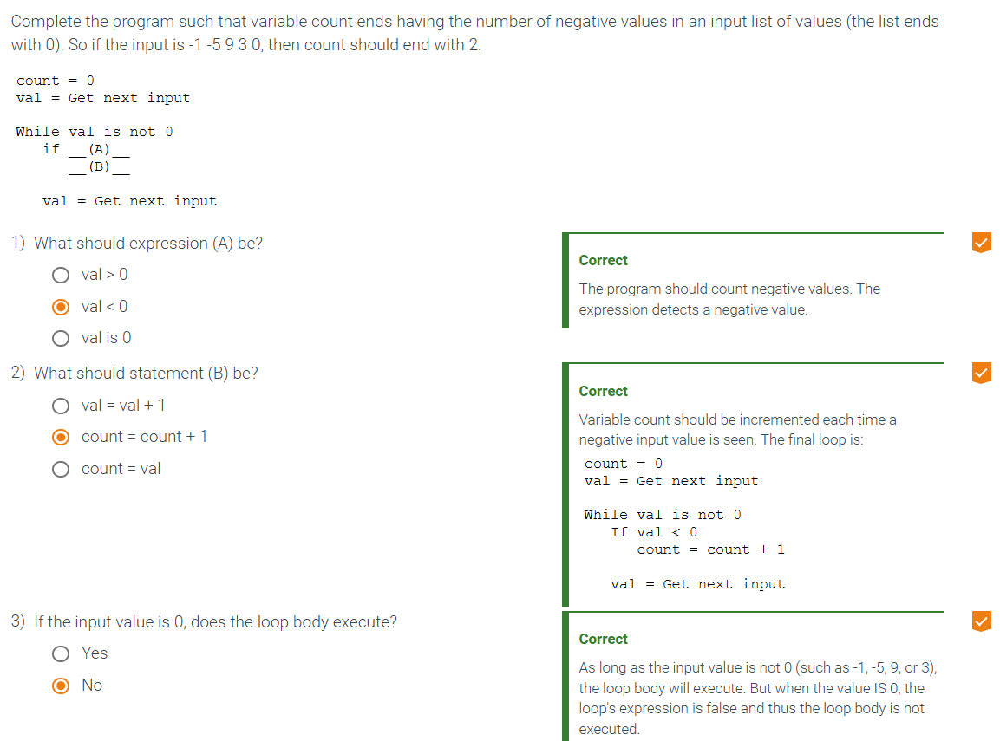 Complete the program such that variable count ends having the number of negative values in an input list of values (the list ends
with 0). So if the input is -1 -5 9 3 0, then count should end with 2.
count = 0
val = Get next input
While val is not 0
if __(A)__
__(B)__
val = Get next input
1) What should expression (A) be?
val > 0
val < 0
val is 0
Correct
The program should count negative values. The
expression detects a negative value.
2) What should statement (B) be?
val = val + 1
count = count + 1
count = val
Correct
Variable count should be incremented each time a
negative input value is seen. The final loop is:
count = 0
val = Get next input
While val is not 0
If val < 0
count = count + 1
val = Get next input
3) If the input value is 0, does the loop body execute?
Yes
No
Correct
As long as the input value is not 0 (such as -1, -5, 9, or 3),
the loop body will execute. But when the value IS 0, the
loop's expression is false and thus the loop body is not
executed.